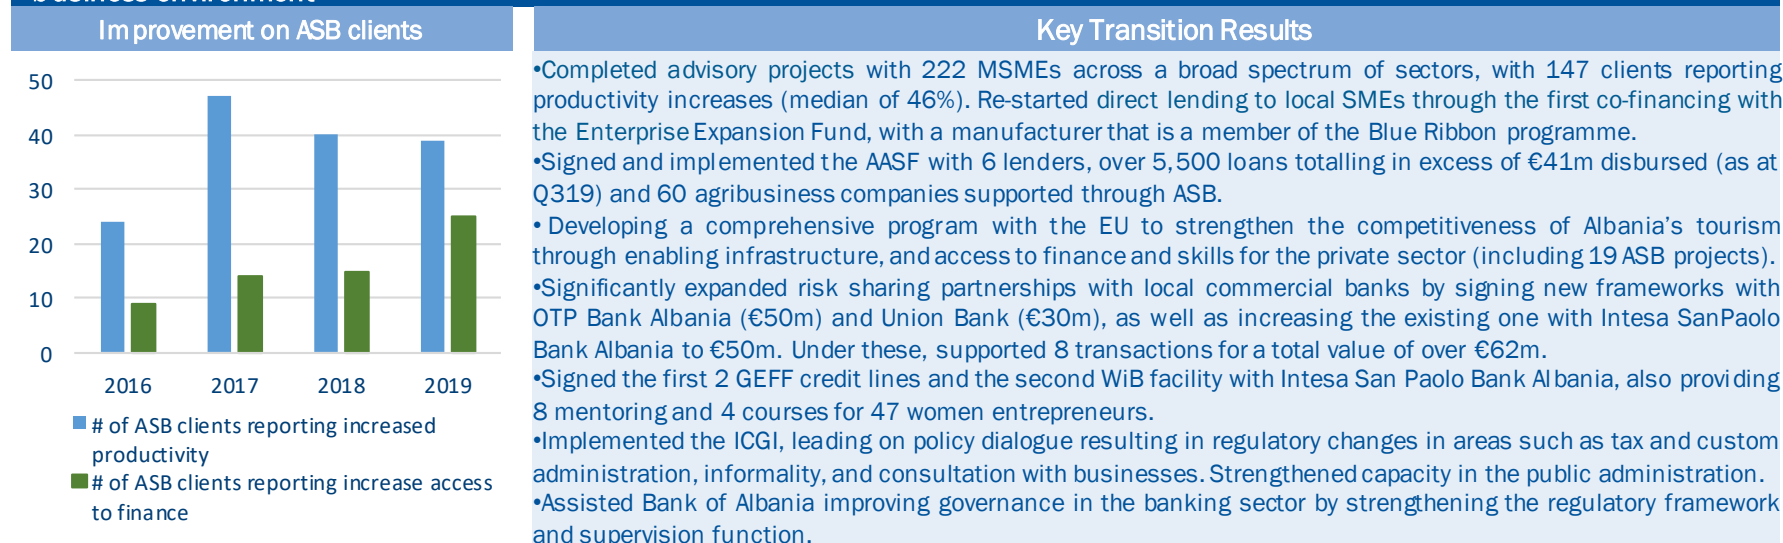 business environment
Improvement on ASB clients
50
40
30
20
10
0
2016 2017 2018 2019
# of ASB clients reporting increased
productivity
# of ASB clients reporting increase access
to finance
Key Transition Results
•Completed advisory projects with 222 MSMEs across a broad spectrum of sectors, with 147 clients reporting
productivity increases (median of 46%). Re-started direct lending to local SMEs through the first co-financing with
the Enterprise Expansion Fund, with a manufacturer that is a member of the Blue Ribbon programme.
•Signed and implemented the AASF with 6 lenders, over 5,500 loans totalling in excess of €41m disbursed (as at
Q319) and 60 agribusiness companies supported through ASB.
• Developing a comprehensive program with the EU to strengthen the competitiveness of Albania’s tourism
through enabling infrastructure, and access to finance and skills for the private sector (including 19 ASB projects).
•Significantly expanded risk sharing partnerships with local commercial banks by signing new frameworks with
OTP Bank Albania (€50m) and Union Bank (€30m), as well as increasing the existing one with Intesa SanPaolo
Bank Albania to €50m. Under these, supported 8 transactions for a total value of over €62m.
•Signed the first 2 GEFF credit lines and the second WiB facility with Intesa San Paolo Bank Albania, also providing
8 mentoring and 4 courses for 47 women entrepreneurs.
•Implemented the ICGI, leading on policy dialogue resulting in regulatory changes in areas such as tax and custom
administration, informality, and consultation with businesses. Strengthened capacity in the public administration.
•Assisted Bank of Albania improving governance in the banking sector by strengthening the regulatory framework
and supervision function.